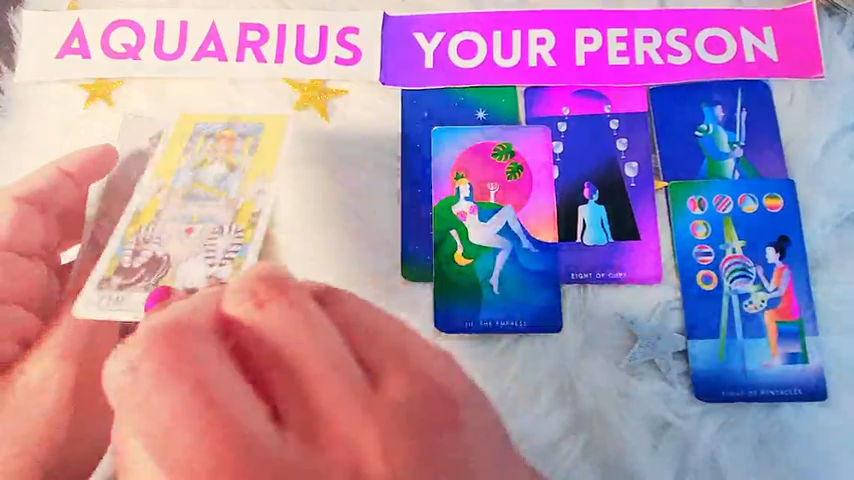 AQUARIUS
YOUR PERSON
EIGHT OF CUPS
III. THE EMPRESS
EIGHT OF PENTACLES